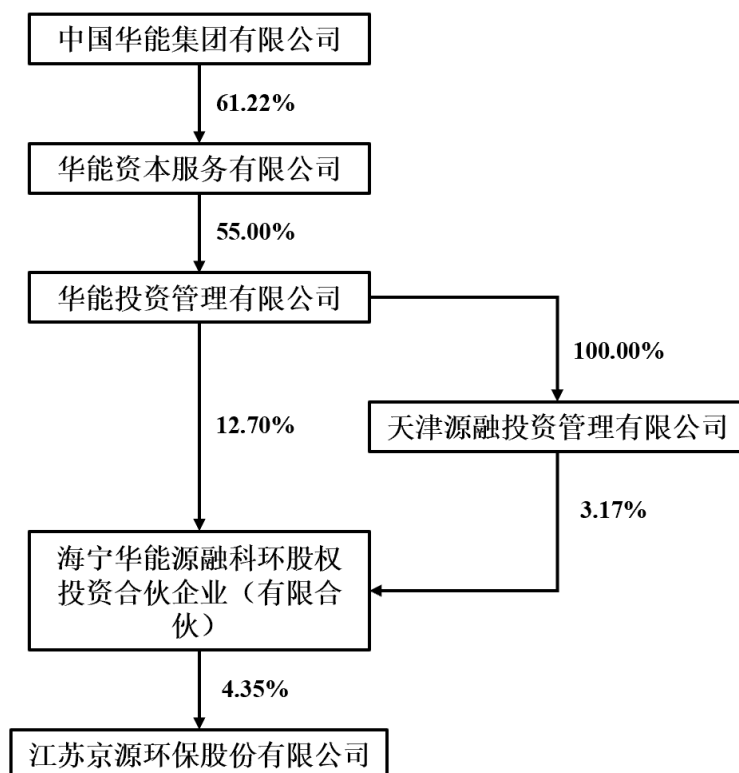 中国华能集团有限公司
61.22%
华能资本服务有限公司
55.00%
华能投资管理有限公司
100.00%
12.70%
天津源融投资管理有限公司
3.17%
海宁华能源融科环股权
投资合伙企业（有限合
伙）
4.35%
江苏京源环保股份有限公司